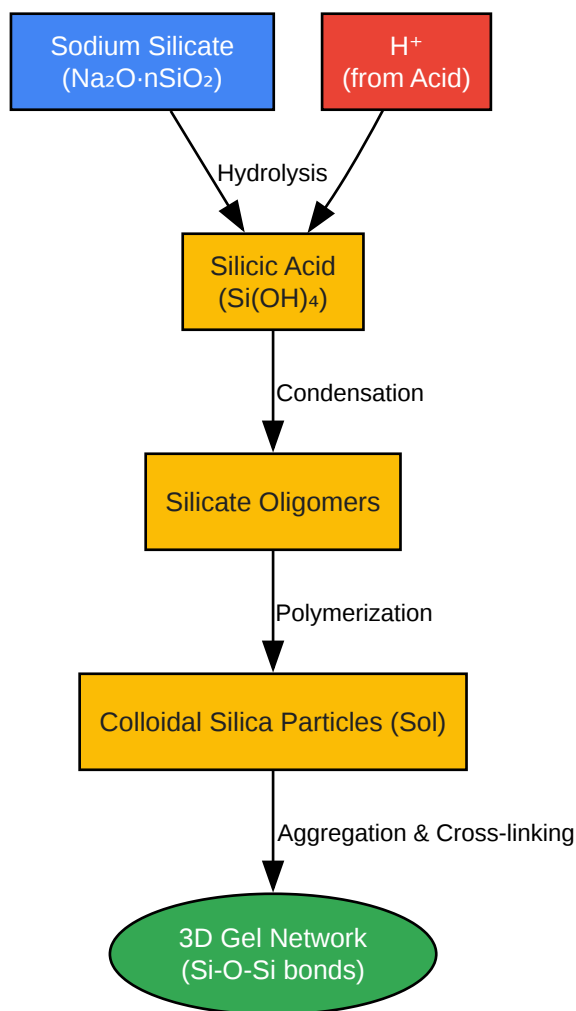 Sodium Silicate
(Na₂O·nSiO₂)
H⁺
(from Acid)
Hydrolysis
Silicic Acid
(Si(OH)₄)
Condensation
Silicate Oligomers
Polymerization
Colloidal Silica Particles (Sol)
Aggregation & Cross-linking
3D Gel Network
(Si-O-Si bonds)